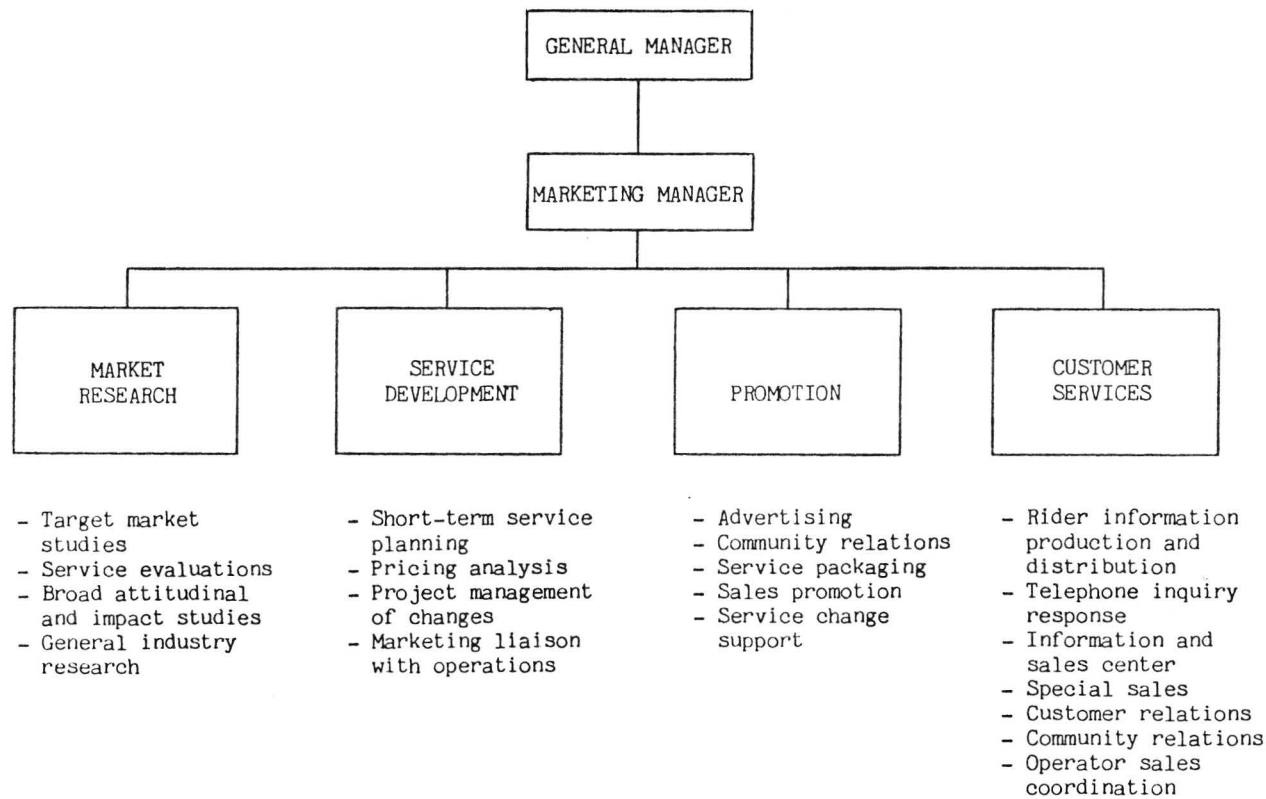 GENERAL MANAGER
MARKETING MANAGER
MARKET
RESEARCH
SERVICE
DEVELOPMENT
PROMOTION
CUSTOMER
SERVICES
- Target market
studies
- Service evaluations
- Broad attitudinal
and impact studies
- General industry
research
- Short-term service
planning
- Pricing analysis
- Project management
of changes
- Marketing liaison
with operations
- Advertising
- Community relations
- Service packaging
- Sales promotion
- Service change
support
- Rider information
production and
distribution
- Telephone inquiry
response
- Information and
sales center
- Special sales
- Customer relations
- Community relations
- Operator sales
coordination